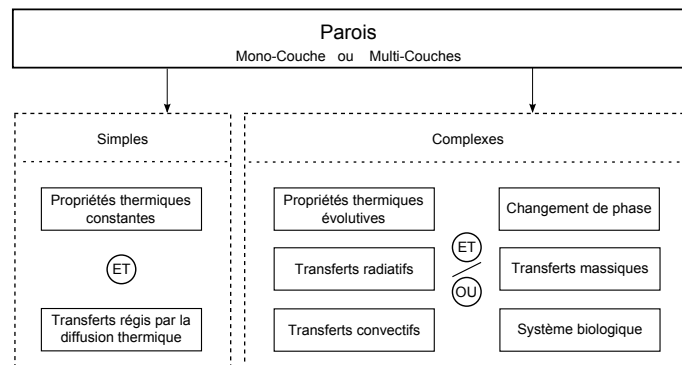 Parois
Mono-Couche ou Multi-Couches
Simples
Propriétés thermiques
constantes
ET
Transferts régis par la
diffusion thermique
Complexes
Propriétés thermiques
évolutives
Changement de phase
ET
OU
Transferts radiatifs
Transferts massiques
Transferts convectifs
Système biologique